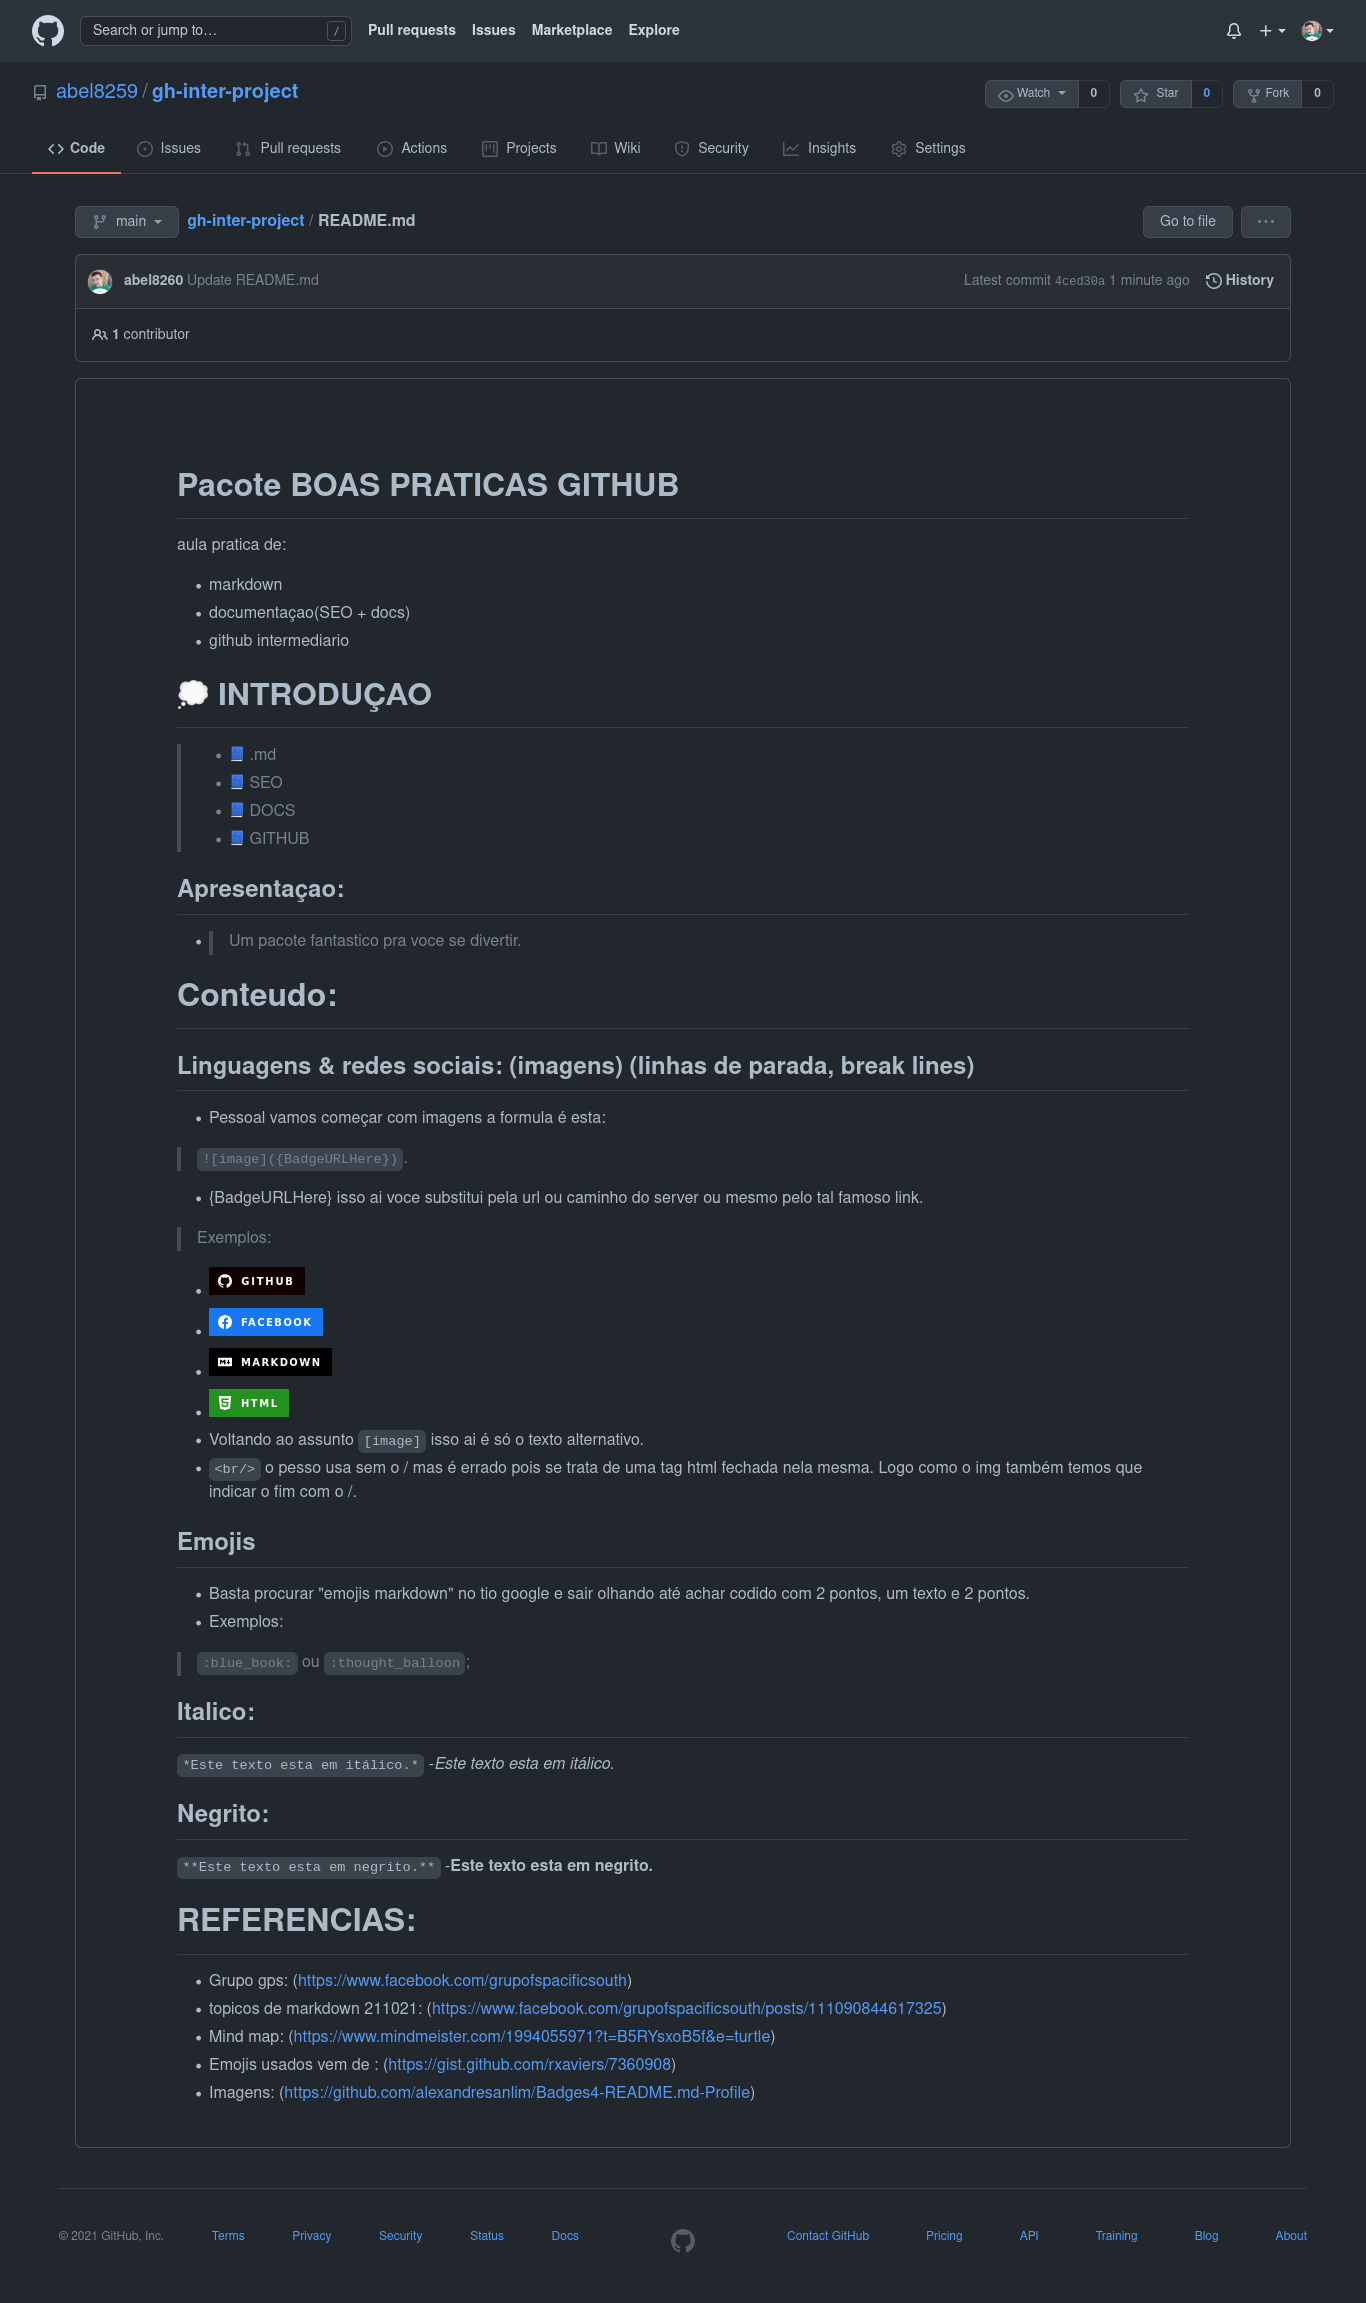 Search or jump to… /
Pull requests Issues Marketplace Explore
abel8259 / gh-inter-project
Watch 0 Star 0 Fork 0
Code Issues Pull requests Actions Projects Wiki Security Insights Settings
main gh-inter-project / README.md Go to file ···
abel8260 Update README.md Latest commit 4ced30a 1 minute ago History
1 contributor
Pacote BOAS PRATICAS GITHUB
aula pratica de:
• markdown
• documentaçao(SEO + docs)
• github intermediario
💭 INTRODUÇAO
• 📘 .md
• 📘 SEO
• 📘 DOCS
• 📘 GITHUB
Apresentaçao:
• Um pacote fantastico pra voce se divertir.
Conteudo:
Linguagens & redes sociais: (imagens) (linhas de parada, break lines)
• Pessoal vamos começar com imagens a formula é esta:
![image]({BadgeURLHere}).
• {BadgeURLHere} isso ai voce substitui pela url ou caminho do server ou mesmo pelo tal famoso link.
Exemplos:
• GITHUB
• FACEBOOK
• MARKDOWN
• HTML
• Voltando ao assunto [image] isso ai é só o texto alternativo.
• <br/> o pesso usa sem o / mas é errado pois se trata de uma tag html fechada nela mesma. Logo como o img também temos que
indicar o fim com o /.
Emojis
• Basta procurar "emojis markdown" no tio google e sair olhando até achar codido com 2 pontos, um texto e 2 pontos.
• Exemplos:
:blue_book: ou :thought_balloon;
Italico:
*Este texto esta em itálico.* -Este texto esta em itálico.
Negrito:
**Este texto esta em negrito.** -Este texto esta em negrito.
REFERENCIAS:
• Grupo gps: (https://www.facebook.com/grupofspacificsouth)
• topicos de markdown 211021: (https://www.facebook.com/grupofspacificsouth/posts/111090844617325)
• Mind map: (https://www.mindmeister.com/1994055971?t=B5RYsxoB5f&e=turtle)
• Emojis usados vem de : (https://gist.github.com/rxaviers/7360908)
• Imagens: (https://github.com/alexandresanlim/Badges4-README.md-Profile)
© 2021 GitHub, Inc. Terms Privacy Security Status Docs Contact GitHub Pricing API Training Blog About